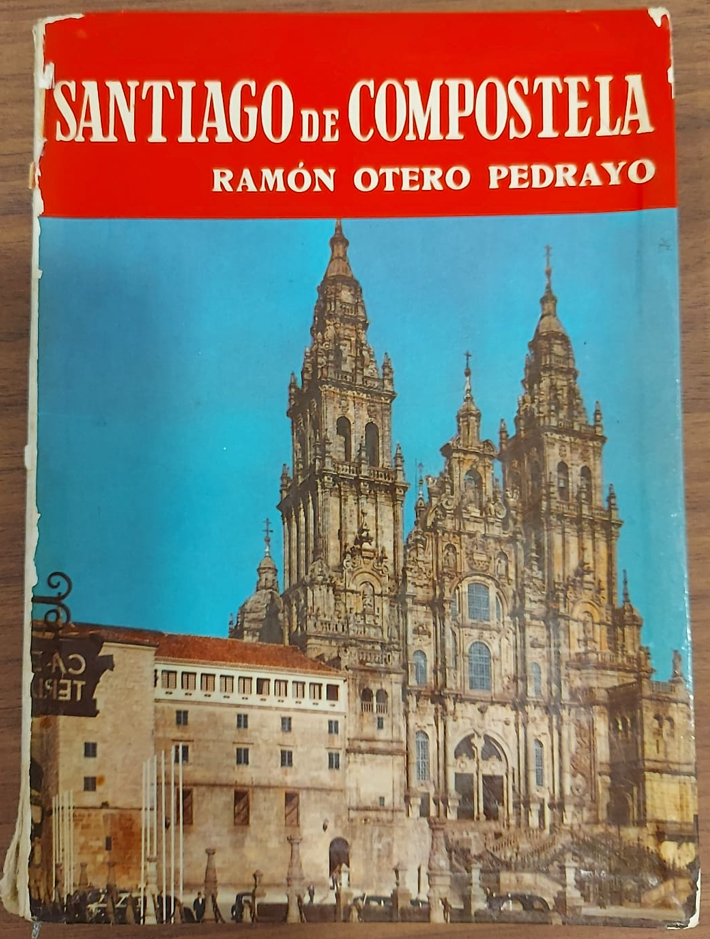 SANTIAGO DE COMPOSTELA
RAMÓN OTERO PEDRAYO